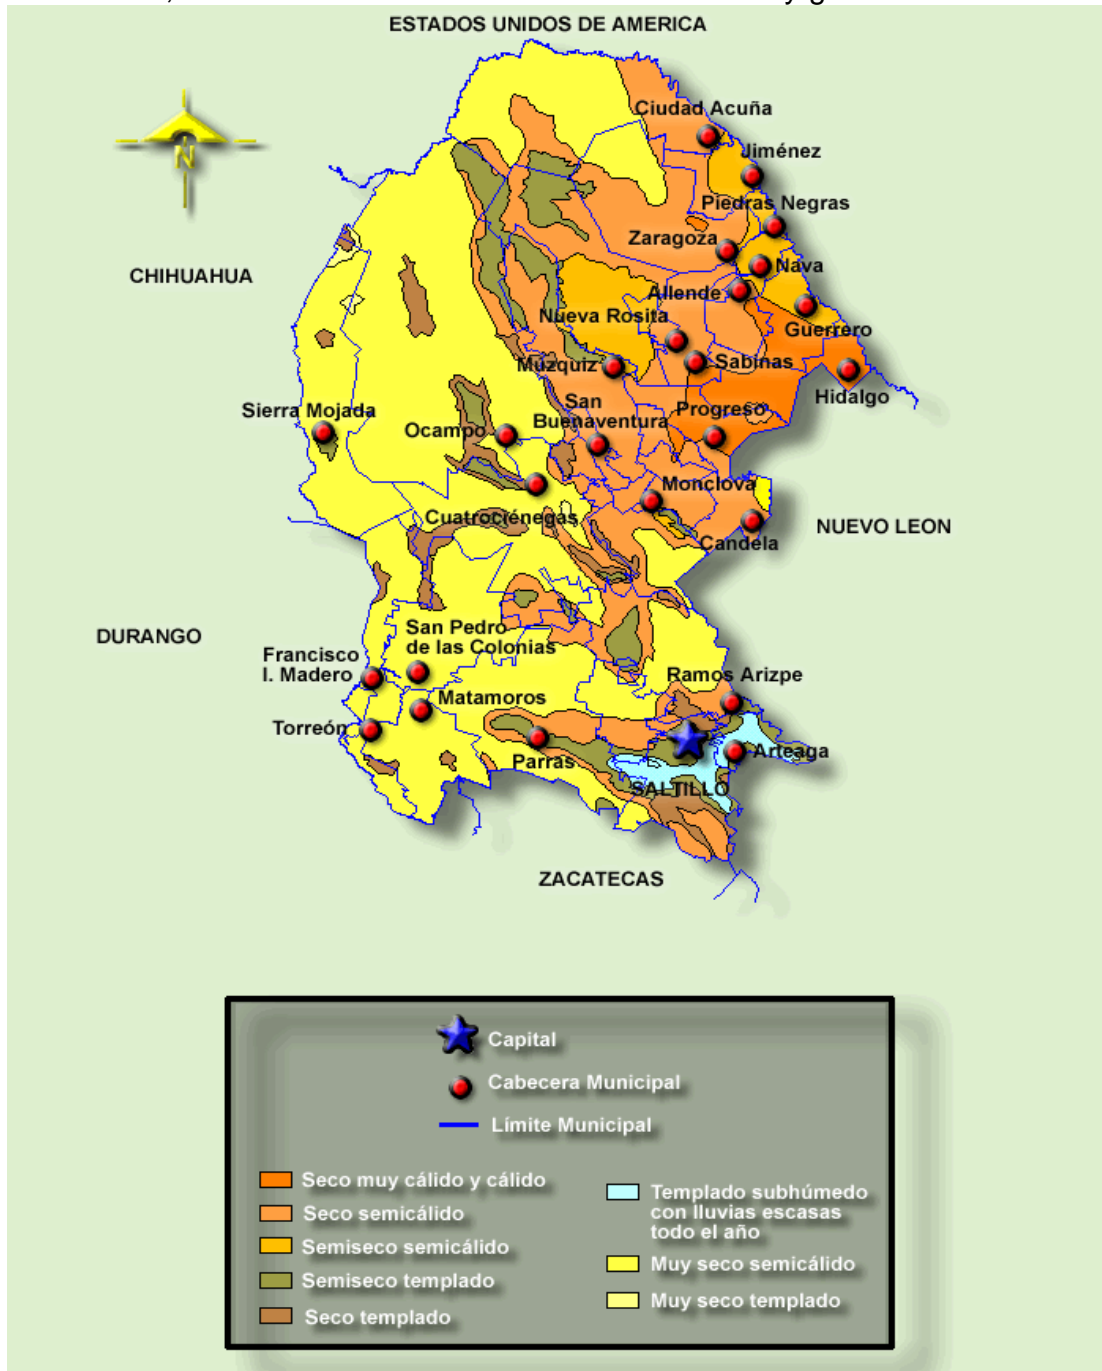 ESTADOS UNIDOS DE AMERICA
Ciudad Acuña
Jiménez
Piedras Negras
Zaragoza
Nava
CHIHUAHUA
Allende
Nueva Rosita
Guerrero
Múzquiz
Sabinas
Hidalgo
San
Buenaventura
Progreso
Sierra Mojada
Ocampo
Monclova
Cuatrociénegas
NUEVO LEON
Candela
DURANGO
San Pedro
de las Colonias
Francisco
I. Madero
Ramos Arizpe
Matamoros
Torreón
Parras
Arteaga
SALTILLO
ZACATECAS
N
Capital
Cabecera Municipal
Límite Municipal
Seco muy cálido y cálido
Seco semicálido
Semiseco semicálido
Semiseco templado
Seco templado
Templado subhúmedo
con lluvias escasas
todo el año
Muy seco semicálido
Muy seco templado